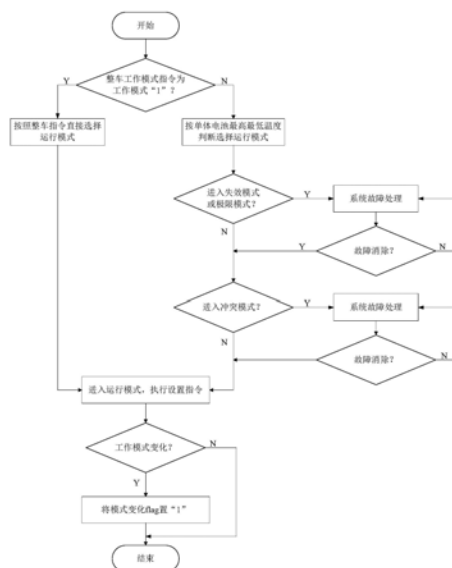 开始
整车工作模式指令为
工作模式“1”?
Y
N
按照整车指令直接选择
运行模式
按单体电池最高最低温度
判断选择运行模式
进入失效模式
或极限模式?
Y
系统故障处理
N
Y
故障消除?
N
进入冲突模式?
Y
系统故障处理
N
Y
故障消除?
N
进入运行模式，执行设置指令
工作模式变化?
N
Y
将模式变化flag置“1”
结束